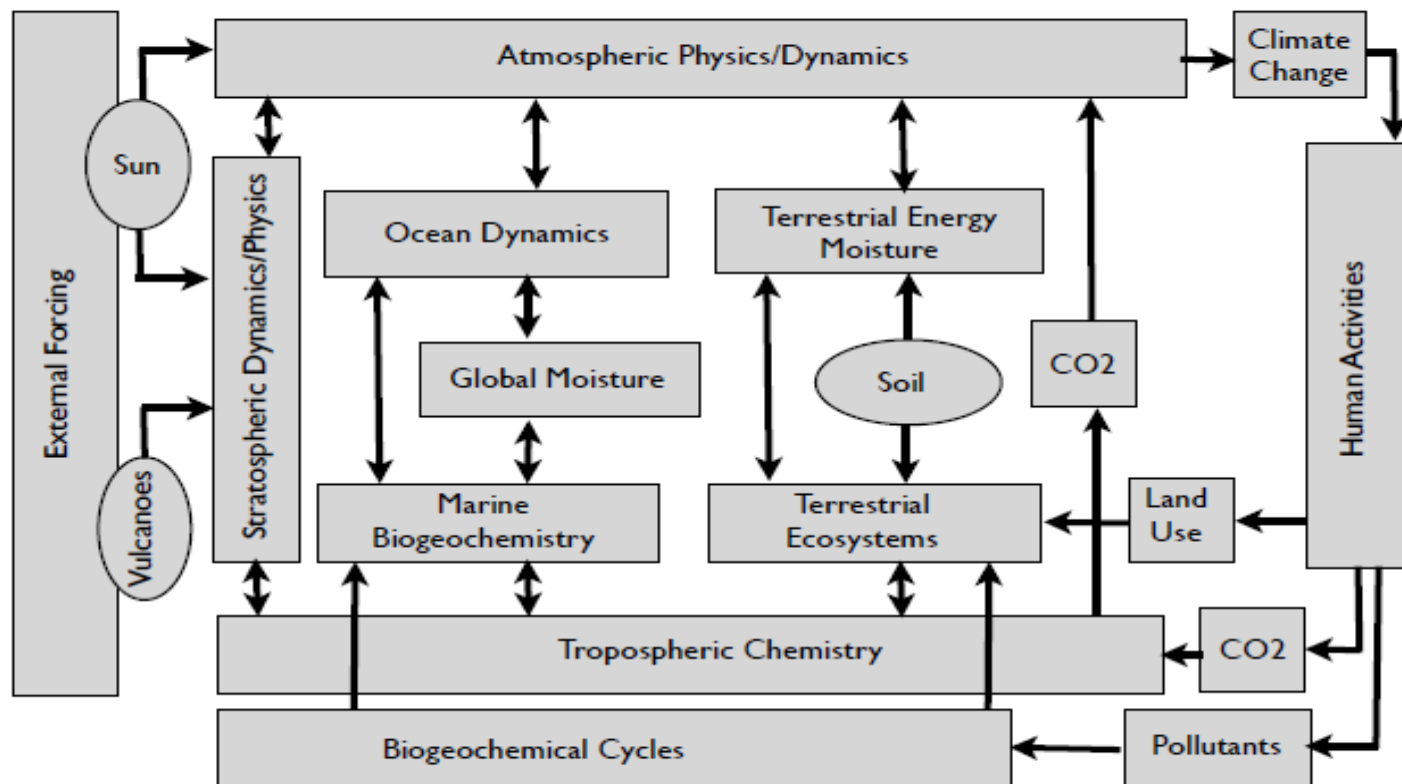 Atmospheric Physics/Dynamics
Climate
Change
Sun
External Forcing
Stratospheric Dynamics/Physics
Ocean Dynamics
Terrestrial Energy
Moisture
Human Activities
Global Moisture
Soil
CO2
Vulcanoes
Marine
Biogeochemistry
Terrestrial
Ecosystems
Land
Use
Tropospheric Chemistry
CO2
Biogeochemical Cycles
Pollutants